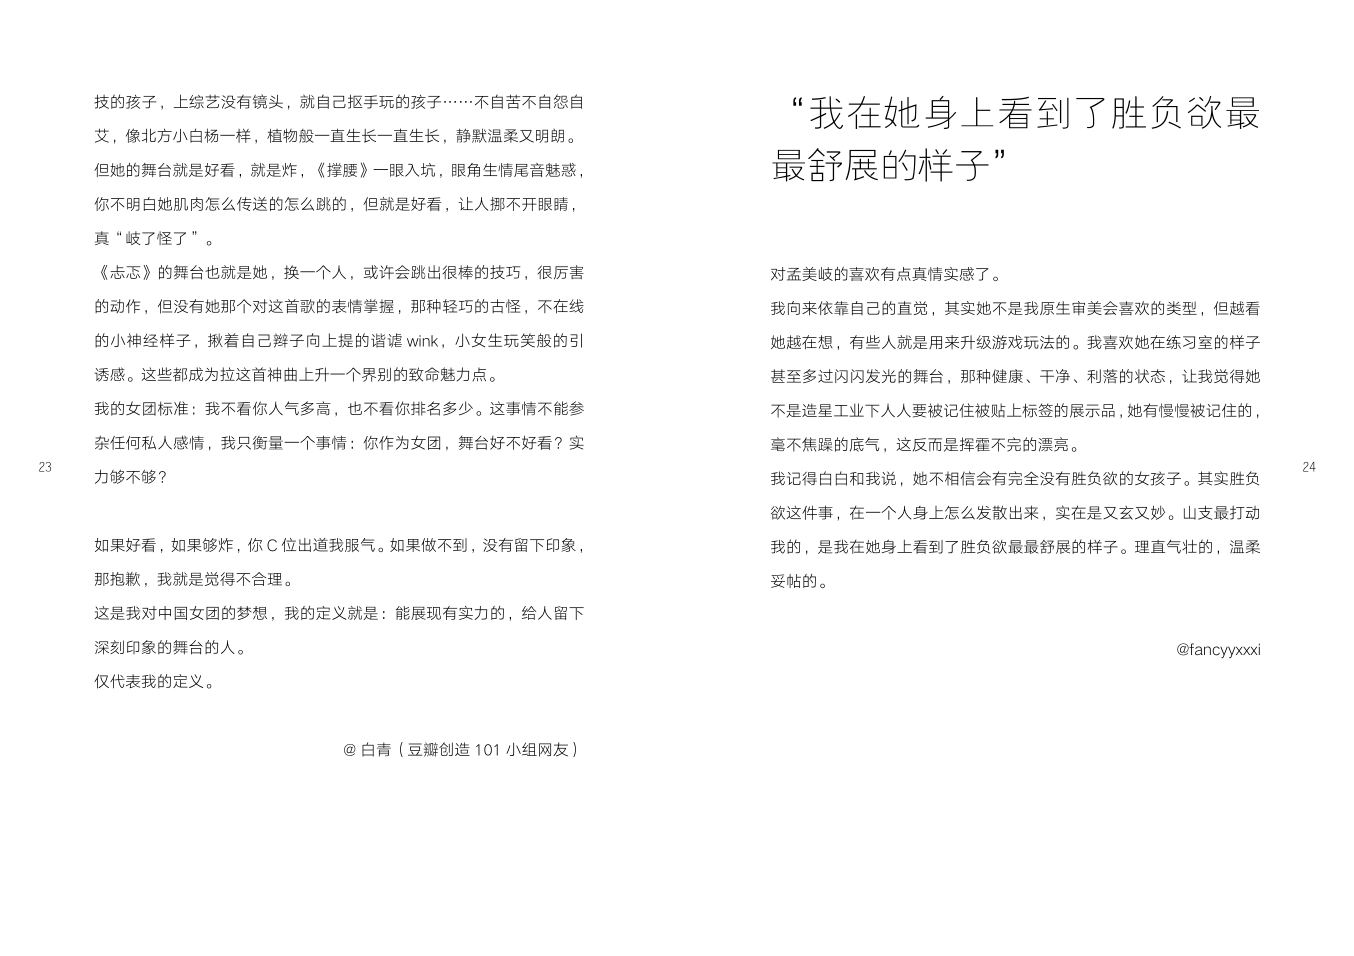 技的孩子，上综艺没有镜头，就自己抠手玩的孩子……不自苦不自怨自
艾，像北方小白杨一样，植物般一直生长一直生长，静默温柔又明朗。
但她的舞台就是好看，就是炸，《撑腰》一眼入坑，眼角生情尾音魅惑，
你不明白她肌肉怎么传送的怎么跳的，但就是好看，让人挪不开眼睛，
真“岐了怪了”。
《忐忑》的舞台也就是她，换一个人，或许会跳出很棒的技巧，很厉害
的动作，但没有她那个对这首歌的表情掌握，那种轻巧的古怪，不在线
的小神经样子，揪着自己辫子向上提的谐谑 wink，小女生玩笑般的引
诱感。这些都成为拉这首神曲上升一个界别的致命魅力点。
我的女团标准：我不看你人气多高，也不看你排名多少。这事情不能参
杂任何私人感情，我只衡量一个事情：你作为女团，舞台好不好看？实
力够不够？
如果好看，如果够炸，你 C 位出道我服气。如果做不到，没有留下印象，
那抱歉，我就是觉得不合理。
这是我对中国女团的梦想，我的定义就是：能展现有实力的，给人留下
深刻印象的舞台的人。
仅代表我的定义。
@ 白青（豆瓣创造 101 小组网友）
23
“我在她身上看到了胜负欲最
最舒展的样子”
对孟美岐的喜欢有点真情实感了。
我向来依靠自己的直觉，其实她不是我原生审美会喜欢的类型，但越看
她越在想，有些人就是用来升级游戏玩法的。我喜欢她在练习室的样子
甚至多过闪闪发光的舞台，那种健康、干净、利落的状态，让我觉得她
不是造星工业下人人要被记住被贴上标签的展示品，她有慢慢被记住的，
毫不焦躁的底气，这反而是挥霍不完的漂亮。
我记得白白和我说，她不相信会有完全没有胜负欲的女孩子。其实胜负
欲这件事，在一个人身上怎么发散出来，实在是又玄又妙。山支最打动
我的，是我在她身上看到了胜负欲最最舒展的样子。理直气壮的，温柔
妥帖的。
@fancyyxxxi
24